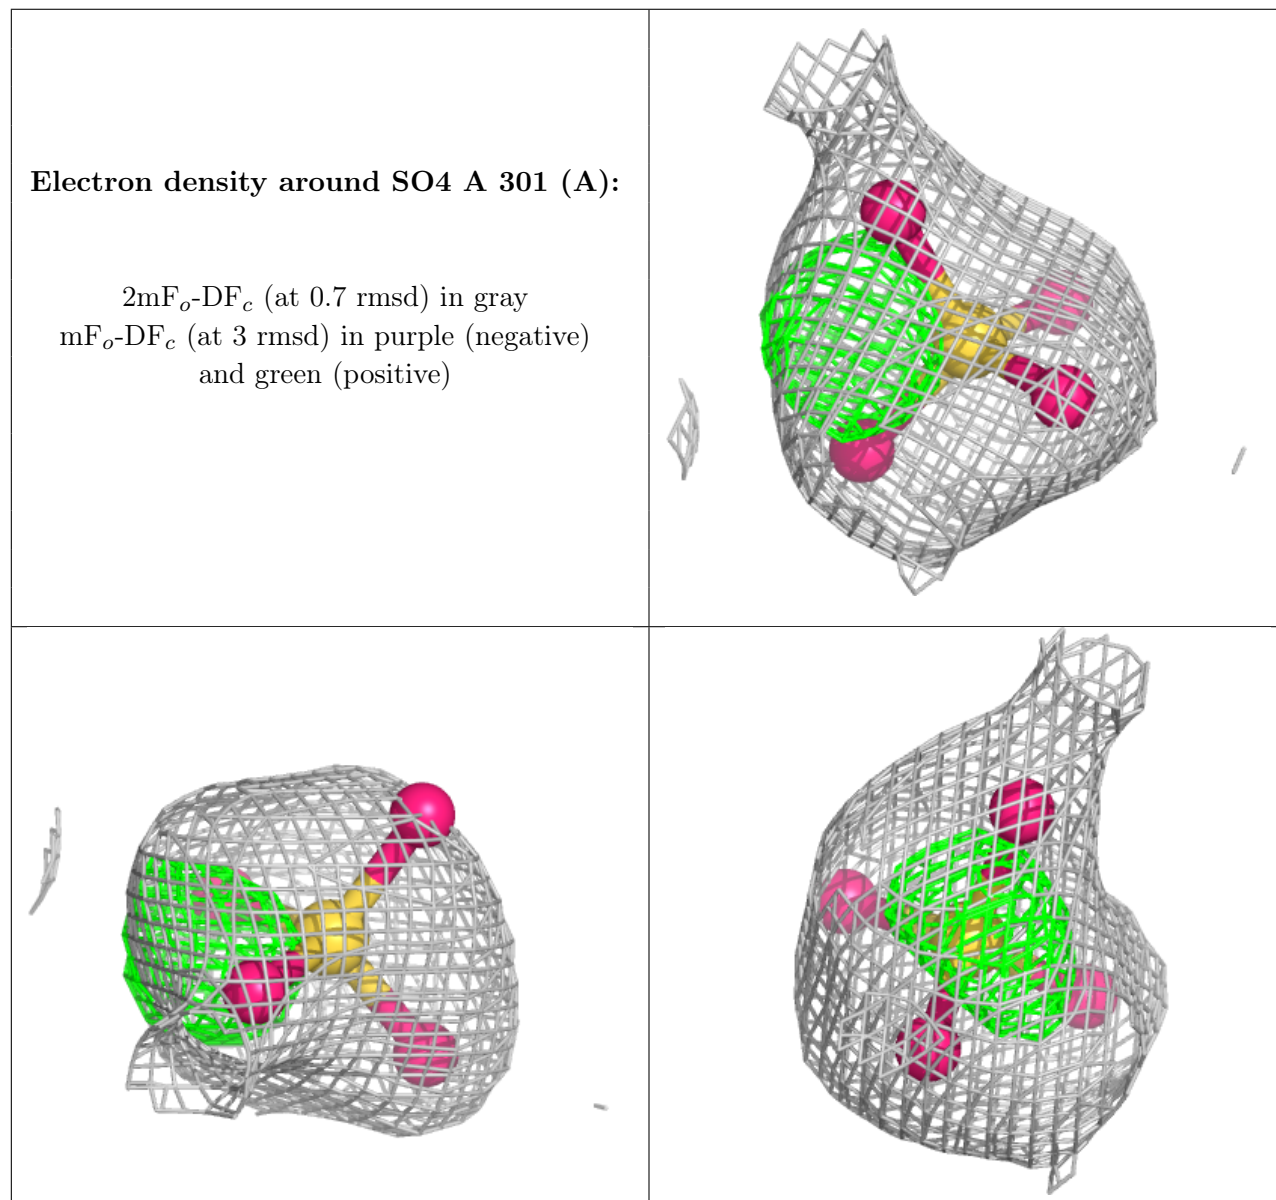 Electron density around SO4 A 301 (A):
2mFo-DFc (at 0.7 rmsd) in gray
mFo-DFc (at 3 rmsd) in purple (negative)
and green (positive)